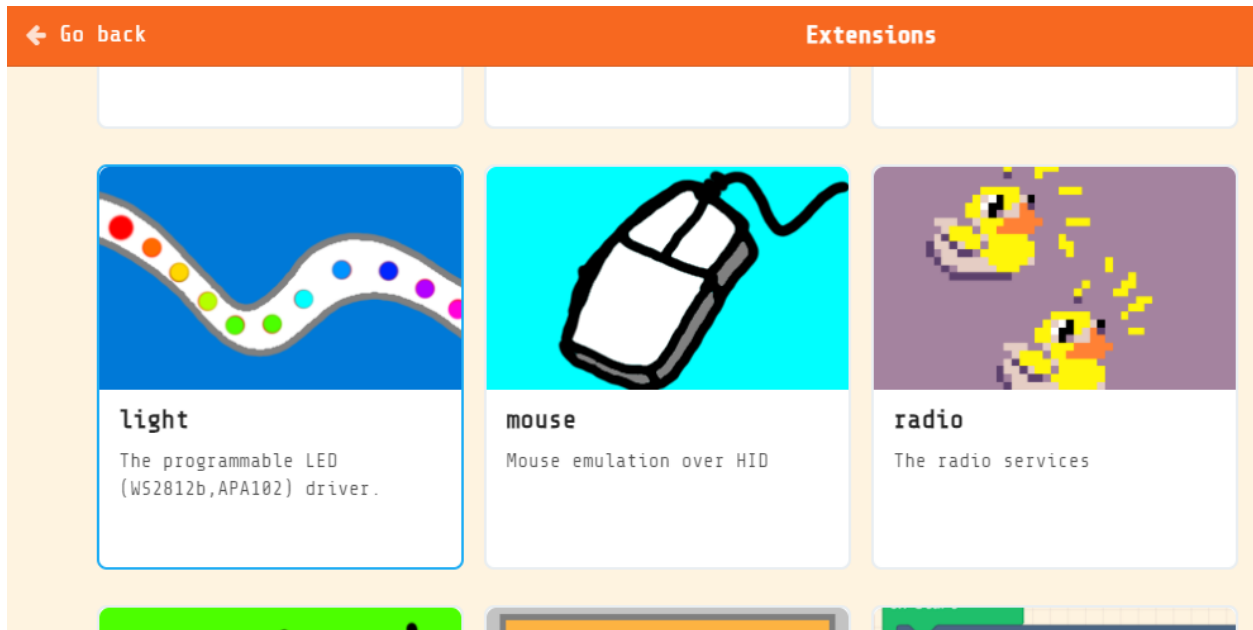 Go back
Extensions
light
The programmable LED
(WS2812b,APA102) driver.
mouse
Mouse emulation over HID
radio
The radio services